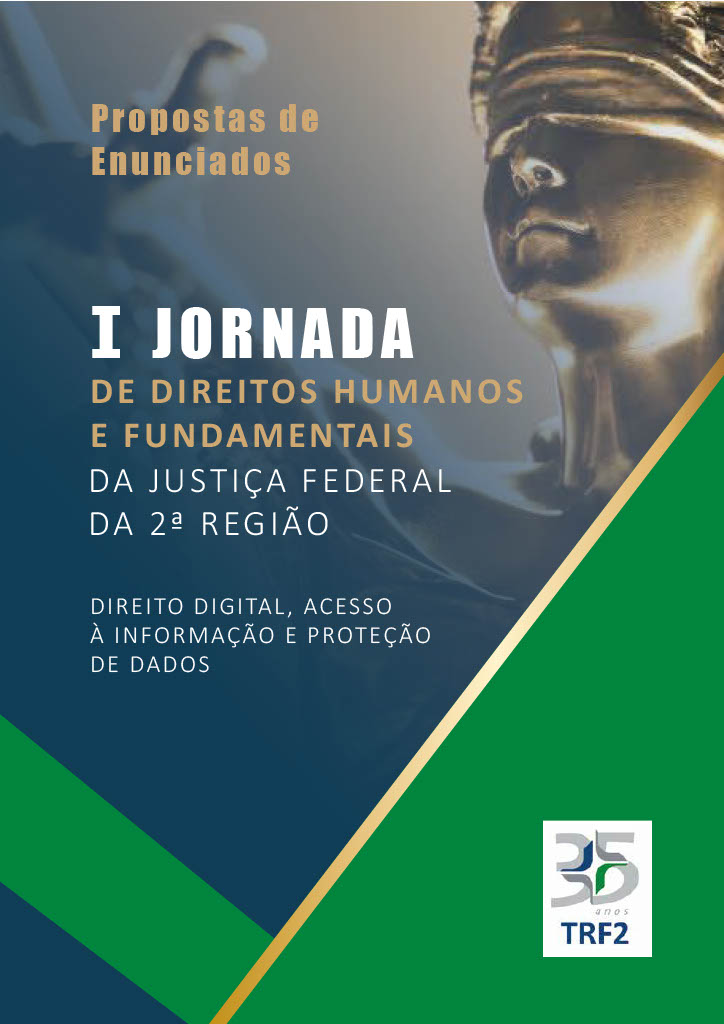 Propostas de
Enunciados
I JORNADA
DE DIREITOS HUMANOS
E FUNDAMENTAIS
DA JUSTIÇA FEDERAL
DA 2ª REGIÃO
DIREITO DIGITAL, ACESSO
À INFORMAÇÃO E PROTEÇÃO
DE DADOS
35
anos
TRF2